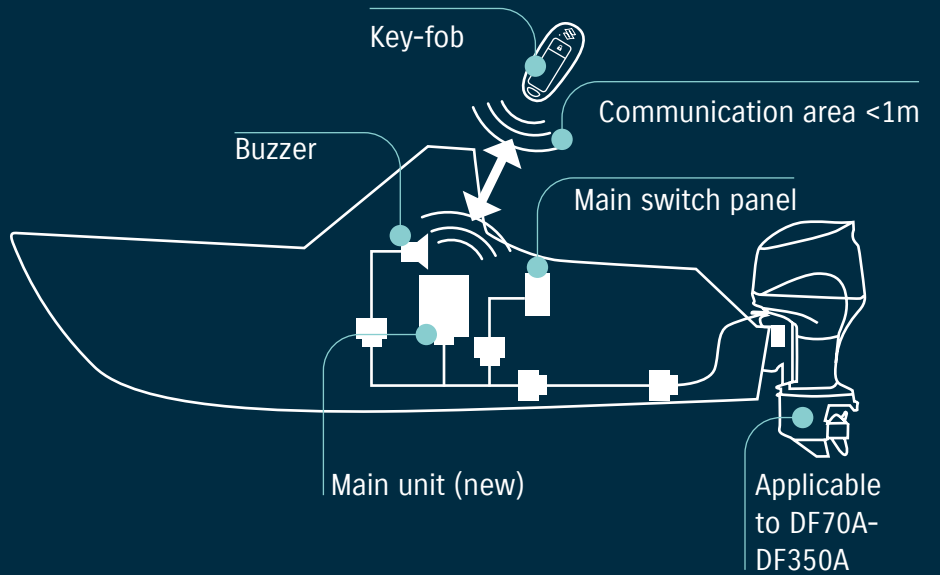 Key-fob
Communication area <1m
Buzzer
Main switch panel
Main unit (new)
Applicable
to DF70A-
DF350A